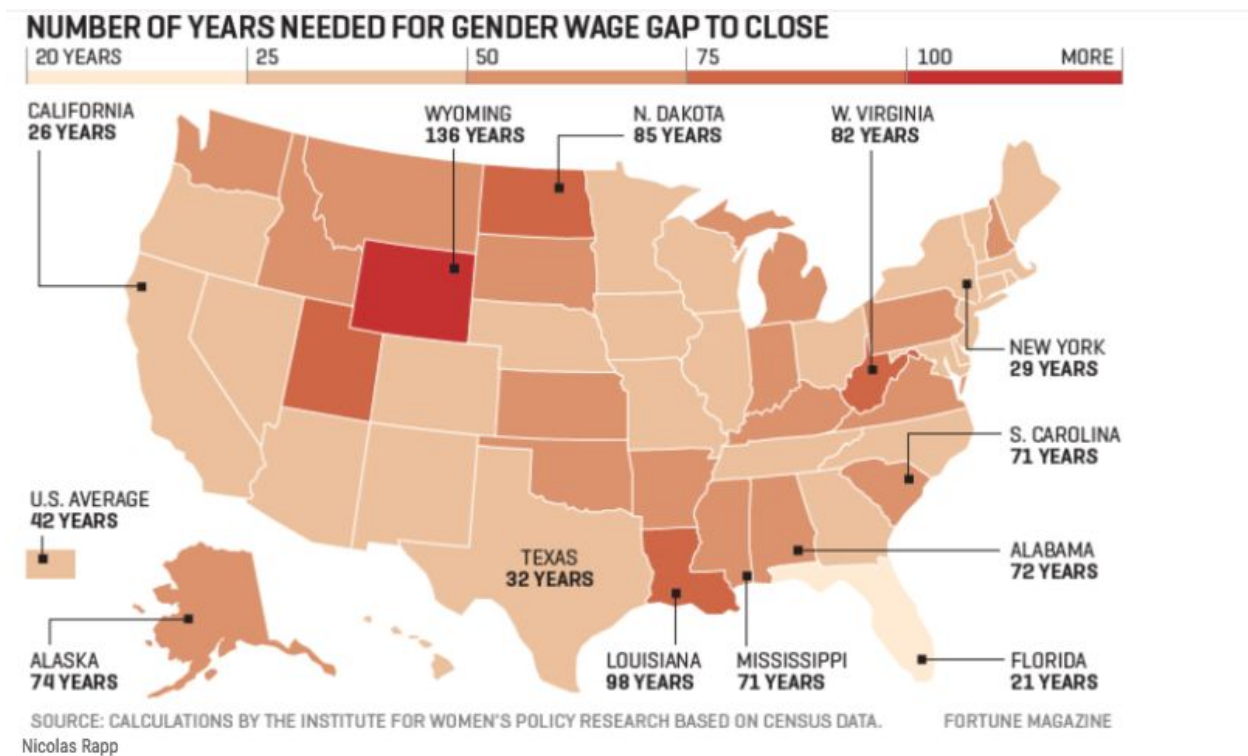 NUMBER OF YEARS NEEDED FOR GENDER WAGE GAP TO CLOSE
20 YEARS 25 50 75 100 MORE
CALIFORNIA
26 YEARS
WYOMING
136 YEARS
N. DAKOTA
85 YEARS
W. VIRGINIA
82 YEARS
NEW YORK
29 YEARS
S. CAROLINA
71 YEARS
U.S. AVERAGE
42 YEARS
TEXAS
32 YEARS
ALABAMA
72 YEARS
ALASKA
74 YEARS
LOUISIANA
98 YEARS
MISSISSIPPI
71 YEARS
FLORIDA
21 YEARS
SOURCE: CALCULATIONS BY THE INSTITUTE FOR WOMEN'S POLICY RESEARCH BASED ON CENSUS DATA. FORTUNE MAGAZINE
Nicolas Rapp